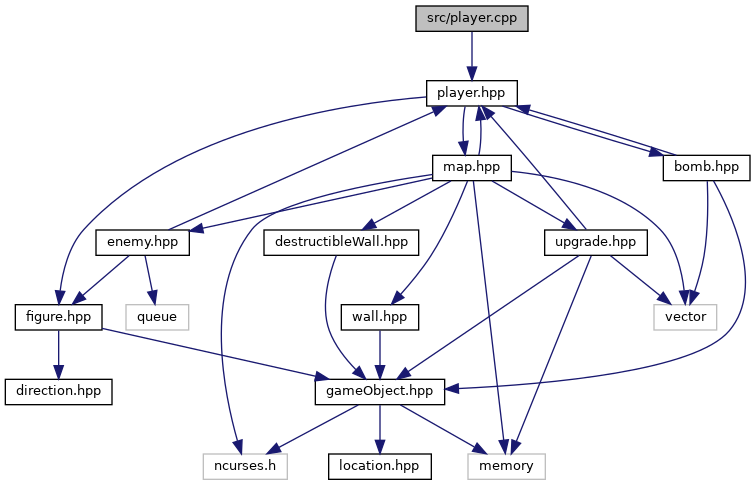 src/player.cpp
player.hpp
map.hpp
bomb.hpp
enemy.hpp
destructibleWall.hpp
upgrade.hpp
figure.hpp
queue
wall.hpp
vector
direction.hpp
gameObject.hpp
ncurses.h
location.hpp
memory